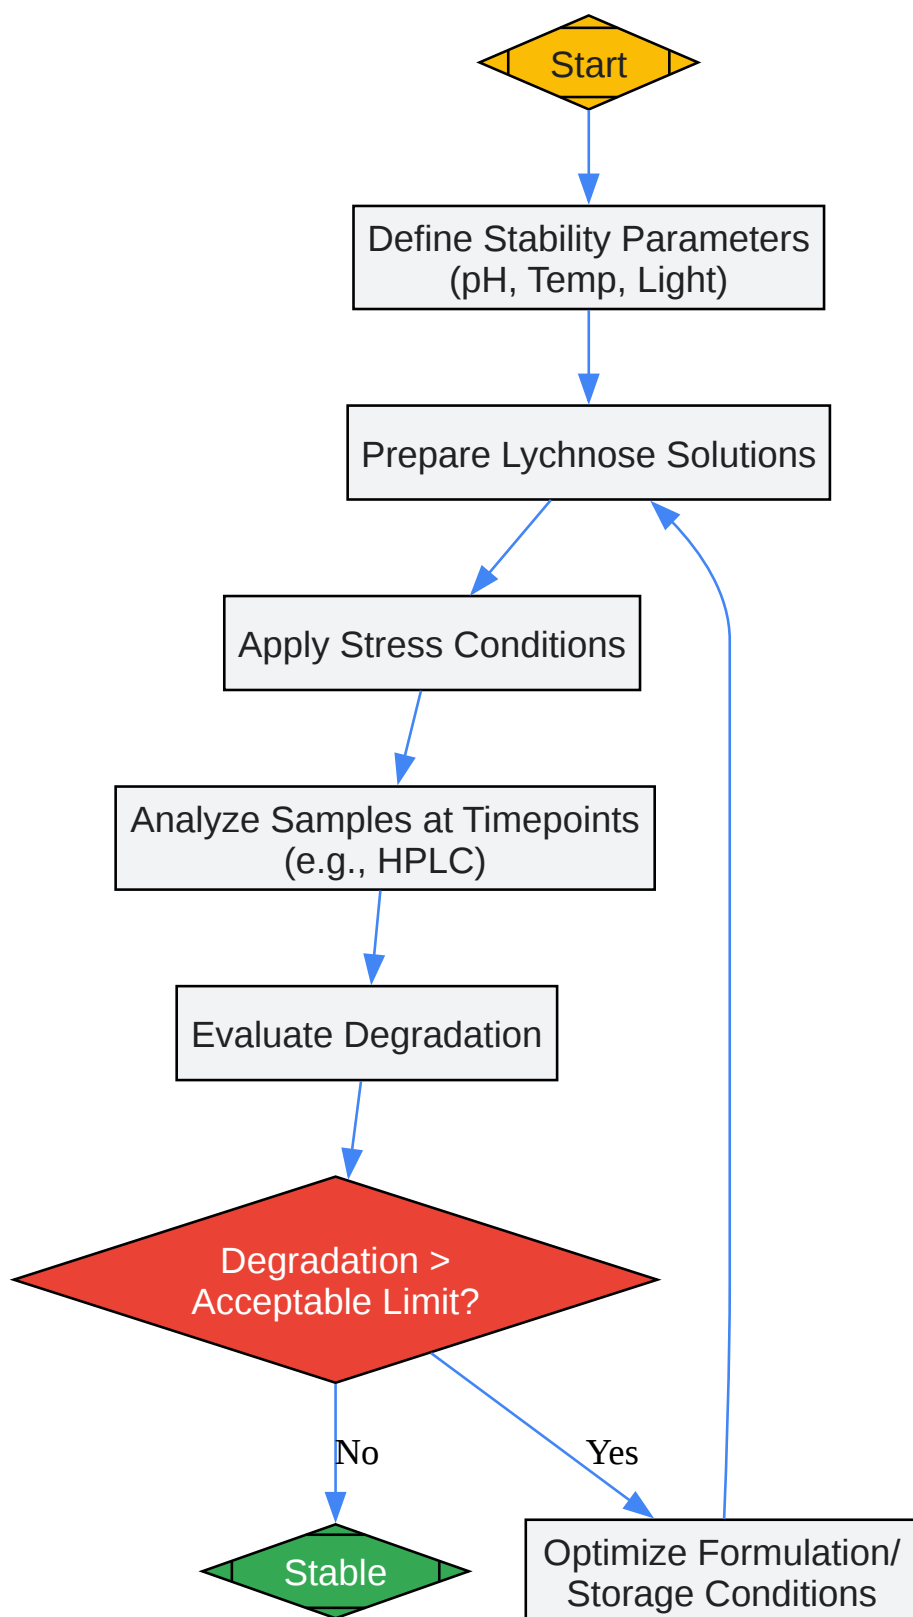 Start
Define Stability Parameters
(pH, Temp, Light)
Prepare Lychnose Solutions
Apply Stress Conditions
Analyze Samples at Timepoints
(e.g., HPLC)
Evaluate Degradation
Degradation >
Acceptable Limit?
No
Yes
Stable
Optimize Formulation/
Storage Conditions